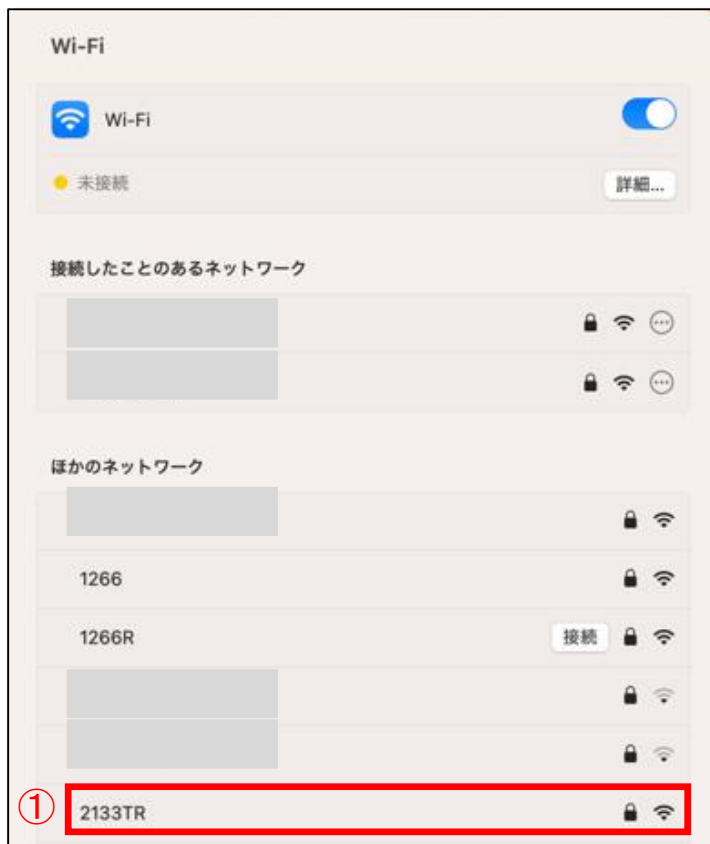 Wi-Fi
Wi-Fi
未接続
詳細...
接続したことのあるネットワーク
ほかのネットワーク
1266
1266R
接続
①
2133TR